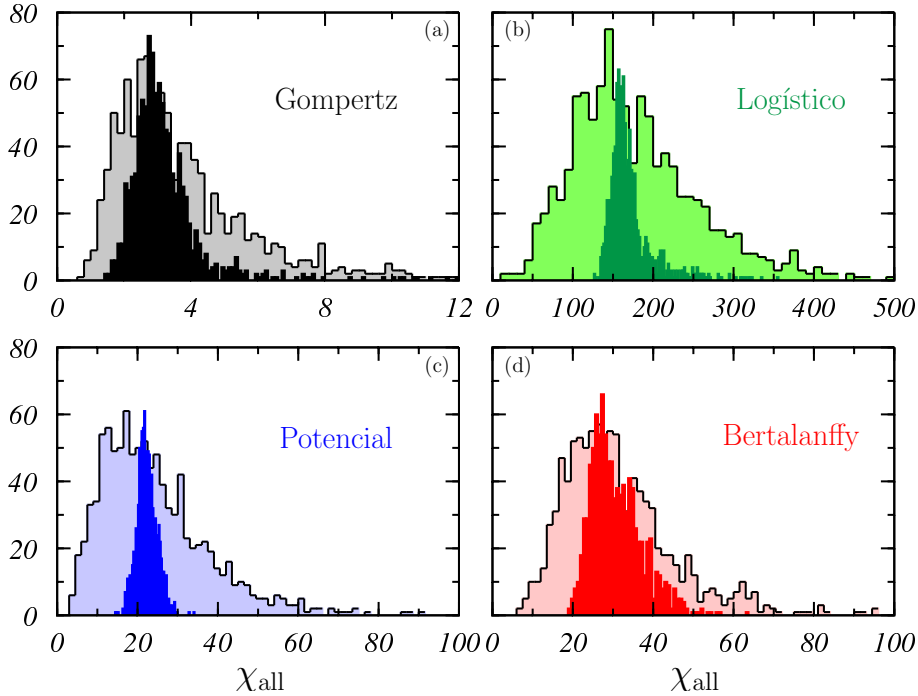 80
60
40
20
0
(a)
Gompertz
0 4 8 12
(b)
Logístico
0 100 200 300 400 500
80
60
40
20
0
(c)
Potencial
0 20 40 60 80 100
χall
(d)
Bertalanffy
0 20 40 60 80 100
χall